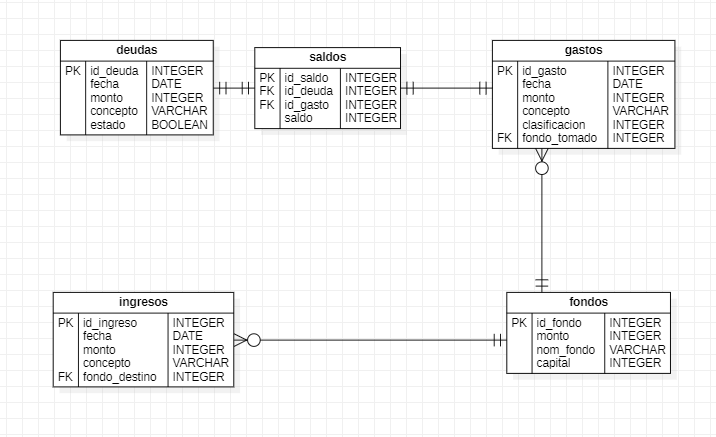 deudas
PK id_deuda INTEGER
fecha DATE
monto INTEGER
concepto VARCHAR
estado BOOLEAN
saldos
PK id_saldo INTEGER
FK id_deuda INTEGER
FK id_gasto INTEGER
saldo INTEGER
gastos
PK id_gasto INTEGER
fecha DATE
monto INTEGER
concepto VARCHAR
clasificacion INTEGER
FK fondo_tomado INTEGER
ingresos
PK id_ingreso INTEGER
fecha DATE
monto INTEGER
concepto VARCHAR
FK fondo_destino INTEGER
fondos
PK id_fondo INTEGER
monto INTEGER
nom_fondo VARCHAR
capital INTEGER